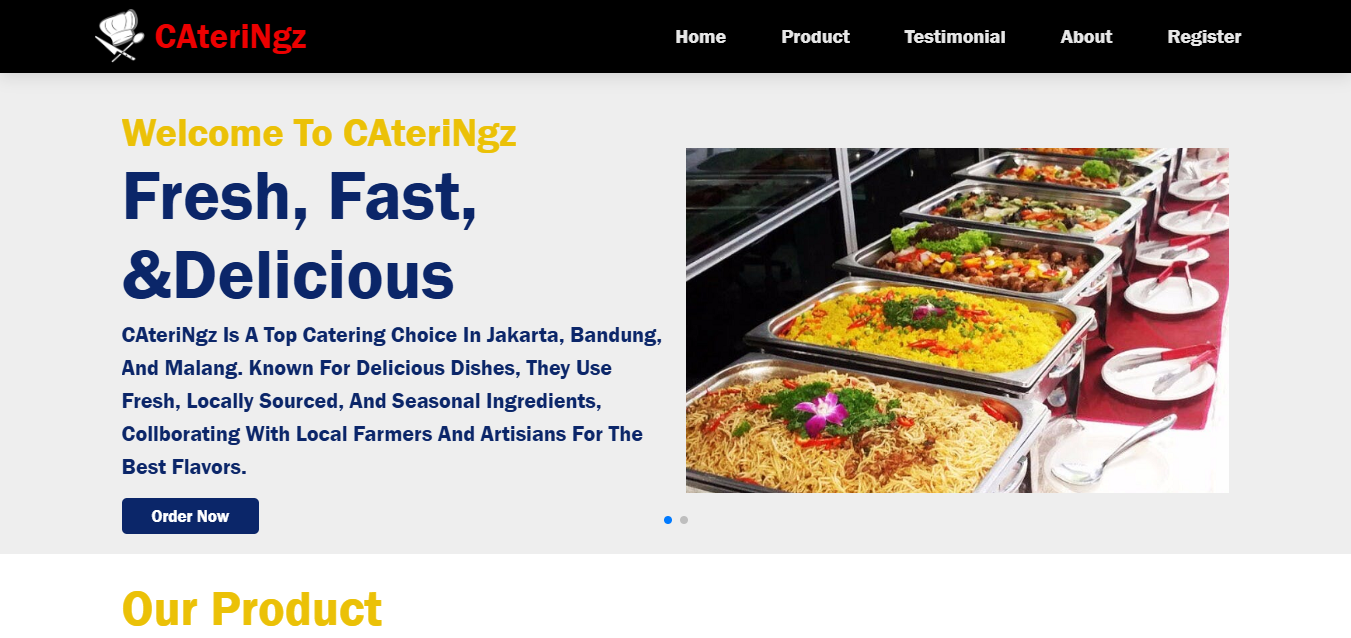 CAteriNgz
Home Product Testimonial About Register
Welcome To CAteriNgz
Fresh, Fast,
&Delicious
CAteriNgz Is A Top Catering Choice In Jakarta, Bandung,
And Malang. Known For Delicious Dishes, They Use
Fresh, Locally Sourced, And Seasonal Ingredients,
Collborating With Local Farmers And Artisians For The
Best Flavors.
Order Now
Our Product